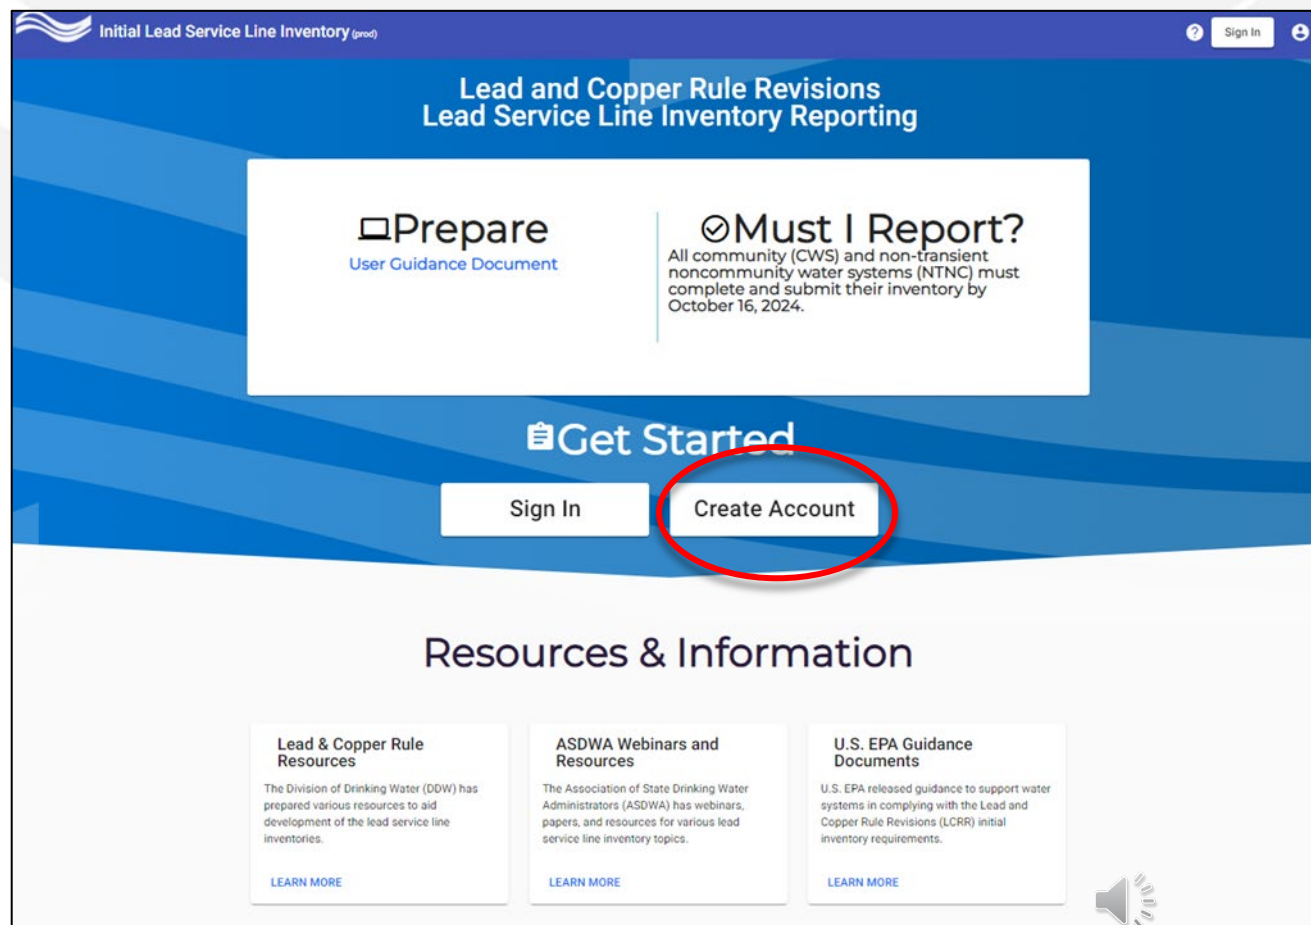 Initial Lead Service Line Inventory (prod)
? Sign In
Lead and Copper Rule Revisions
Lead Service Line Inventory Reporting
Prepare
User Guidance Document
Must I Report?
All community (CWS) and non-transient
noncommunity water systems (NTNC) must
complete and submit their inventory by
October 16, 2024.
Get Started
Sign In
Create Account
Resources & Information
Lead & Copper Rule
Resources
The Division of Drinking Water (DDW) has
prepared various resources to aid
development of the lead service line
inventories.
LEARN MORE
ASDWA Webinars and
Resources
The Association of State Drinking Water
Administrators (ASDWA) has webinars,
papers, and resources for various lead
service line inventory topics.
LEARN MORE
U.S. EPA Guidance
Documents
U.S. EPA released guidance to support water
systems in complying with the Lead and
Copper Rule Revisions (LCRR) initial
inventory requirements.
LEARN MORE